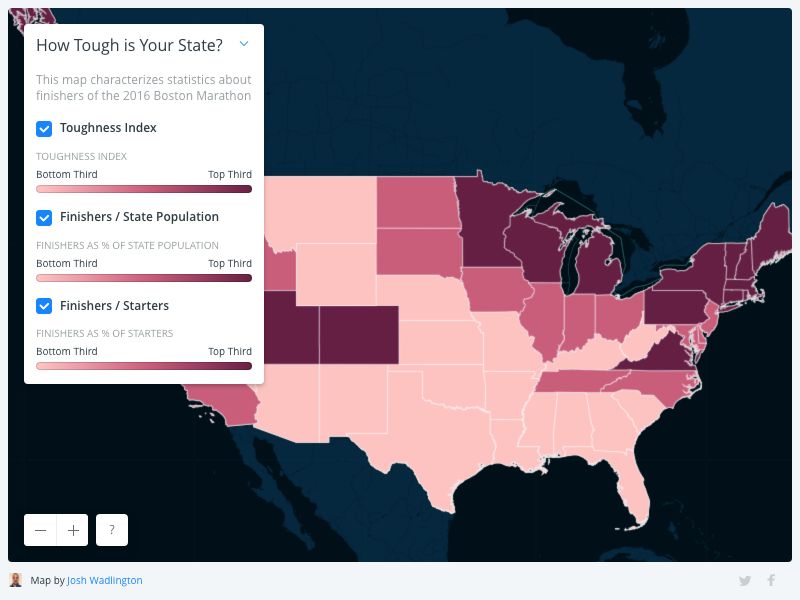 How Tough is Your State?
This map characterizes statistics about
finishers of the 2016 Boston Marathon
Toughness Index
TOUGHNESS INDEX
Bottom Third Top Third
Finishers / State Population
FINISHERS AS % OF STATE POPULATION
Bottom Third Top Third
Finishers / Starters
FINISHERS AS % OF STARTERS
Bottom Third Top Third
− + ?
Map by Josh Wadlington